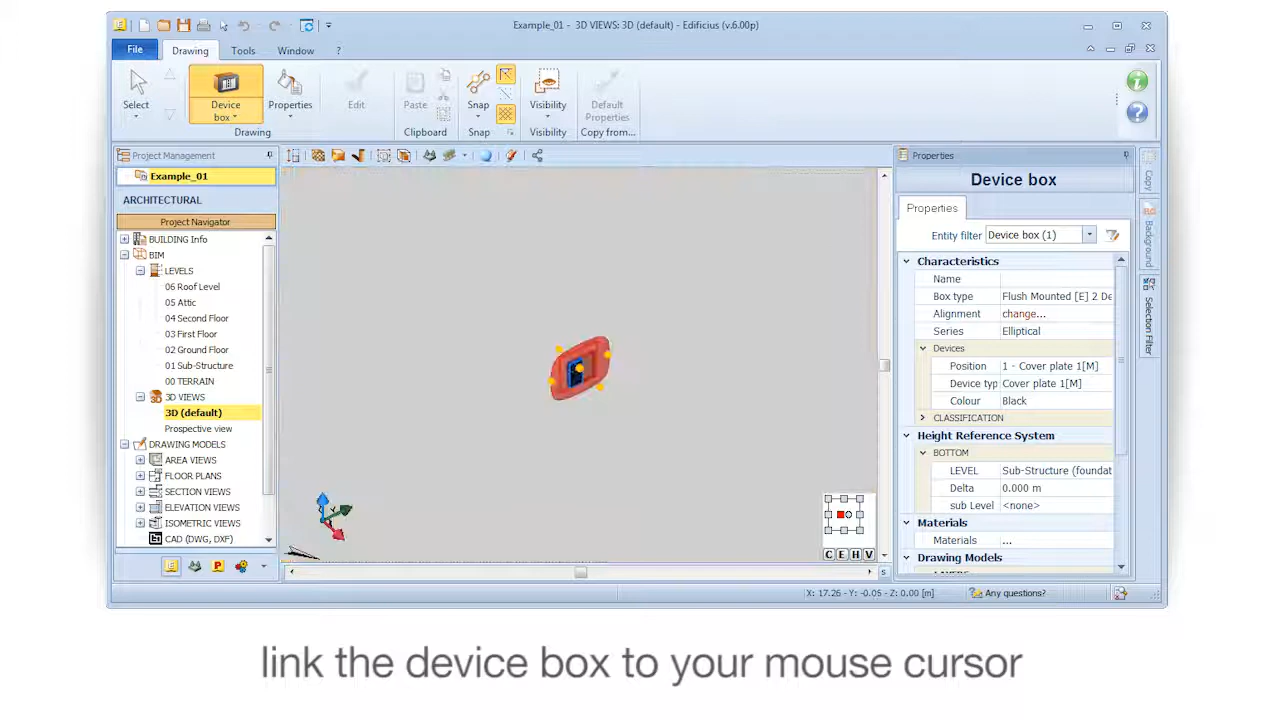 Example_01 - 3D VIEWS: 3D (default) - Edificius (v.6.00p)
File Drawing Tools Window ?
Select Device box Properties Edit Paste Snap Visibility Default Properties
Drawing Clipboard Snap Visibility Copy from...
Project Management
Example_01
ARCHITECTURAL
Project Navigator
BUILDING Info
BIM
LEVELS
06 Roof Level
05 Attic
04 Second Floor
03 First Floor
02 Ground Floor
01 Sub-Structure
00 TERRAIN
3D VIEWS
3D (default)
Prospective view
DRAWING MODELS
AREA VIEWS
FLOOR PLANS
SECTION VIEWS
ELEVATION VIEWS
ISOMETRIC VIEWS
CAD (DWG, DXF)
C E H V
S
Properties
Device box
Properties
Entity filter Device box (1)
Characteristics
Name
Box type Flush Mounted [E] 2 De
Alignment change...
Series Elliptical
Devices
Position 1 - Cover plate 1[M]
Device typ Cover plate 1[M]
Colour Black
CLASSIFICATION
Height Reference System
BOTTOM
LEVEL Sub-Structure (foundat
Delta 0.000 m
sub Level <none>
Materials
Materials ...
Drawing Models
Copy
Background
Selection Filter
X: 17.26 - Y: -0.05 - Z: 0.00 [m] Any questions?
link the device box to your mouse cursor